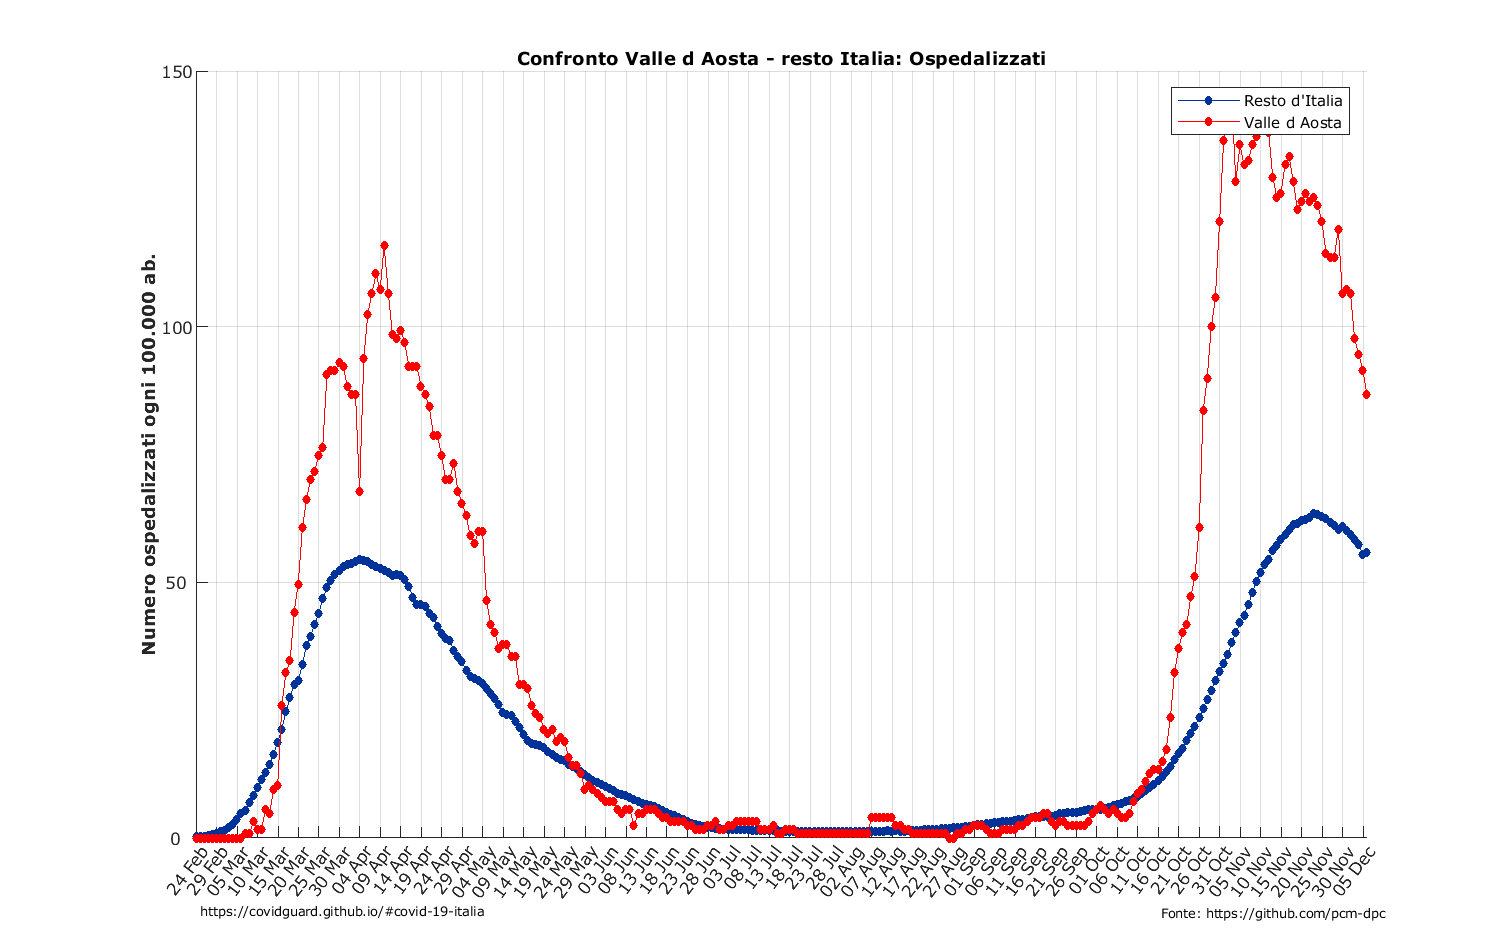 Confronto Valle d Aosta - resto Italia: Ospedalizzati
Numero ospedalizzati ogni 100.000 ab.
150
100
50
0
Resto d'Italia
Valle d Aosta
24 Feb
29 Feb
05 Mar
10 Mar
15 Mar
20 Mar
25 Mar
30 Mar
04 Apr
09 Apr
14 Apr
19 Apr
24 Apr
29 Apr
04 May
09 May
14 May
19 May
24 May
29 May
03 Jun
08 Jun
13 Jun
18 Jun
23 Jun
28 Jun
03 Jul
08 Jul
13 Jul
18 Jul
23 Jul
28 Jul
02 Aug
07 Aug
12 Aug
17 Aug
22 Aug
27 Aug
01 Sep
06 Sep
11 Sep
16 Sep
21 Sep
26 Sep
01 Oct
06 Oct
11 Oct
16 Oct
21 Oct
26 Oct
31 Oct
05 Nov
10 Nov
15 Nov
20 Nov
25 Nov
30 Nov
05 Dec
https://covidguard.github.io/#covid-19-italia
Fonte: https://github.com/pcm-dpc